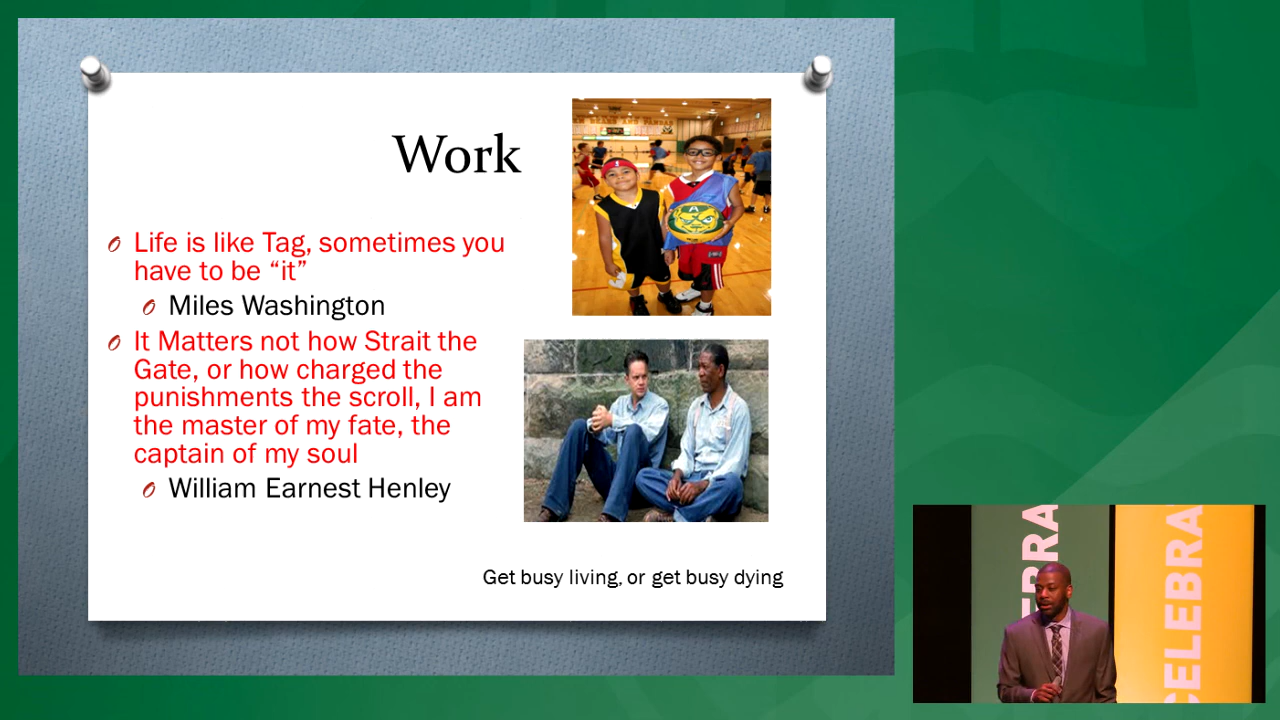 Work
Life is like Tag, sometimes you
have to be “it”
Miles Washington
It Matters not how Strait the
Gate, or how charged the
punishments the scroll, I am
the master of my fate, the
captain of my soul
William Earnest Henley
Get busy living, or get busy dying
EBRA
CELEBRA